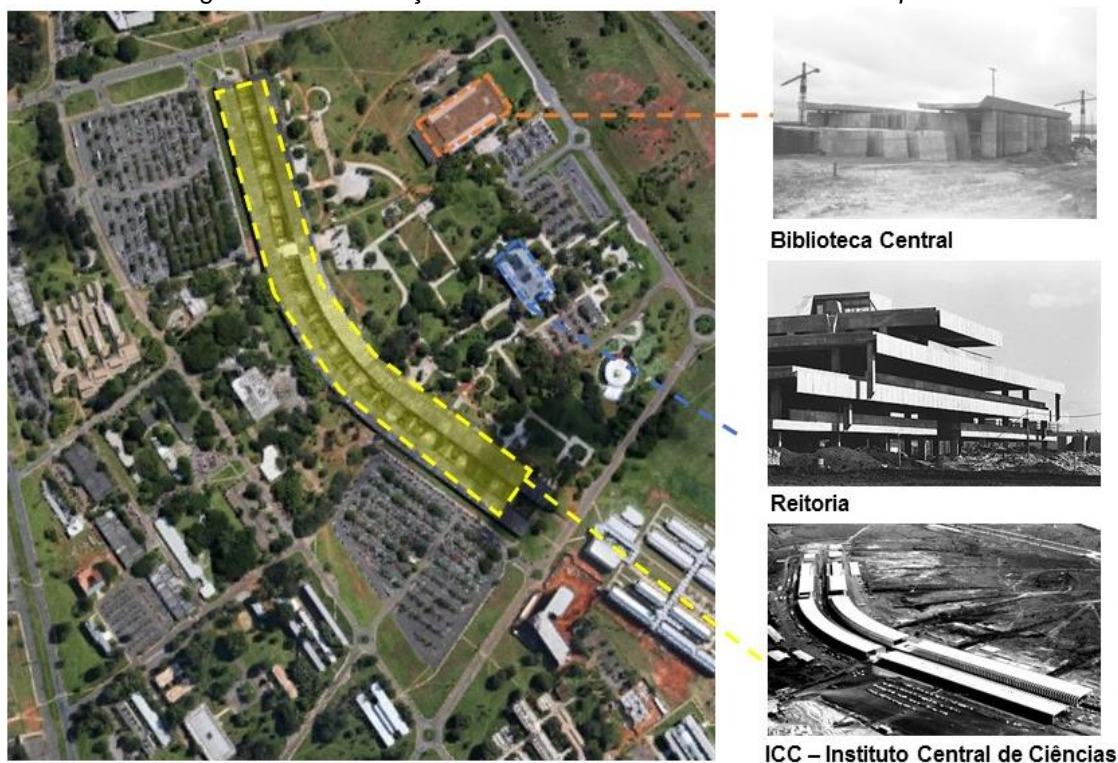 Biblioteca Central
Reitoria
ICC – Instituto Central de Ciências